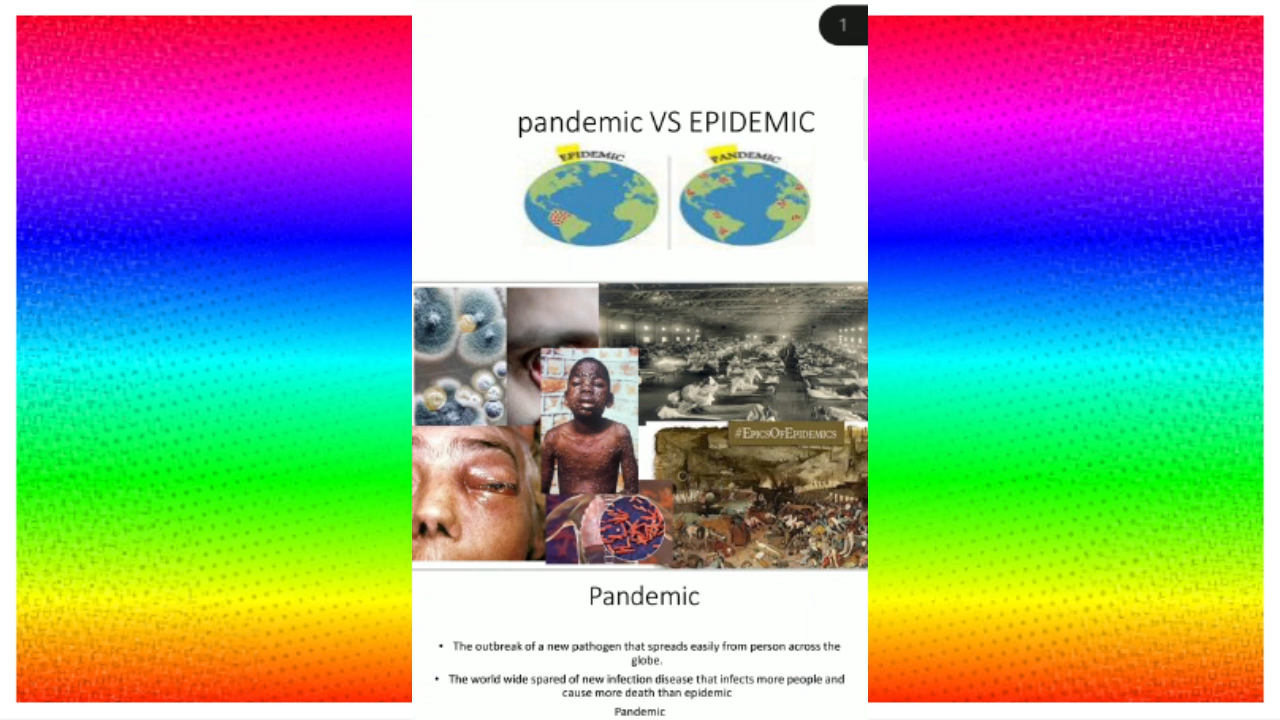 1
pandemic VS EPIDEMIC
EPIDEMIC
PANDEMIC
#EPICSOFEPIDEMICS
Pandemic
• The outbreak of a new pathogen that spreads easily from person across the
globe.
• The world wide spared of new infection disease that infects more people and
cause more death than epidemic
Pandemic